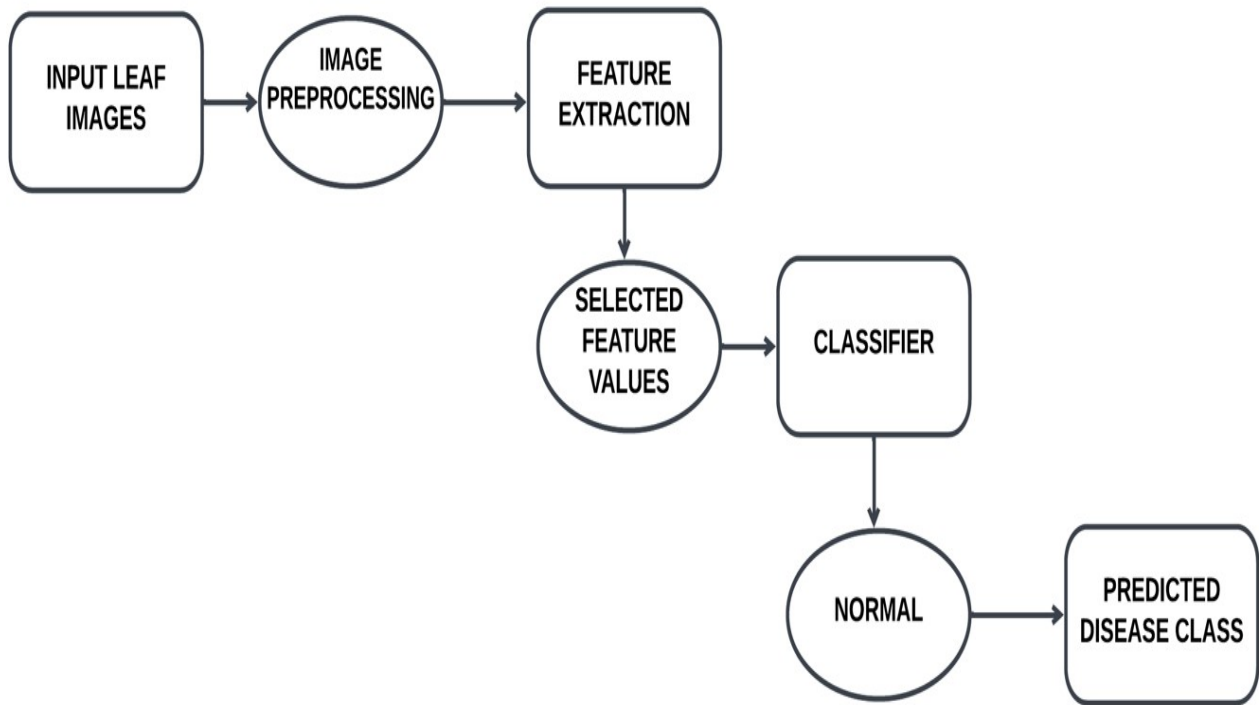 INPUT LEAF
IMAGES
IMAGE
PREPROCESSING
FEATURE
EXTRACTION
SELECTED
FEATURE
VALUES
CLASSIFIER
NORMAL
PREDICTED
DISEASE CLASS